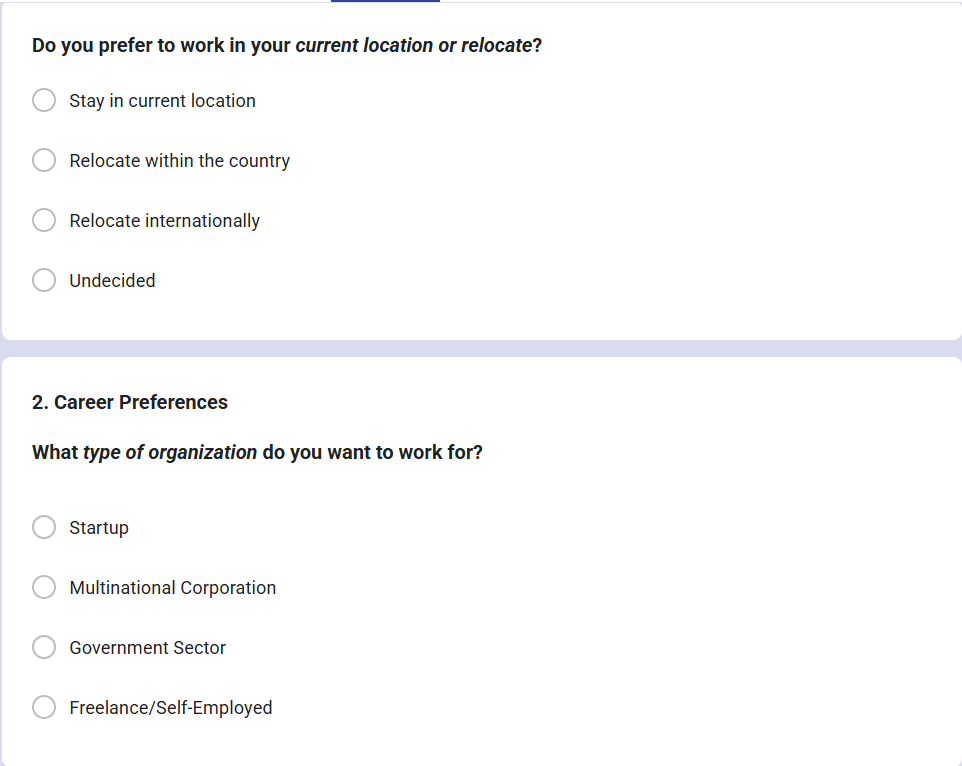 Do you prefer to work in your current location or relocate?
Stay in current location
Relocate within the country
Relocate internationally
Undecided
2. Career Preferences
What type of organization do you want to work for?
Startup
Multinational Corporation
Government Sector
Freelance/Self-Employed